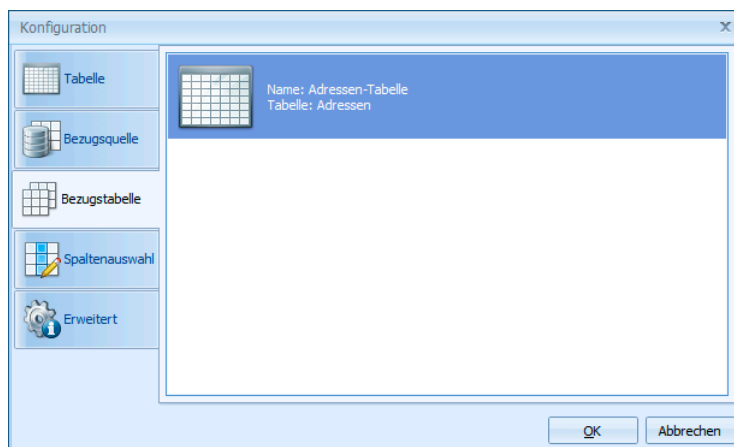 Konfiguration
x
Tabelle
Bezugsquelle
Bezugstabelle
Spaltenauswahl
Erweitert
Name: Adressen-Tabelle
Tabelle: Adressen
OK
Abbrechen